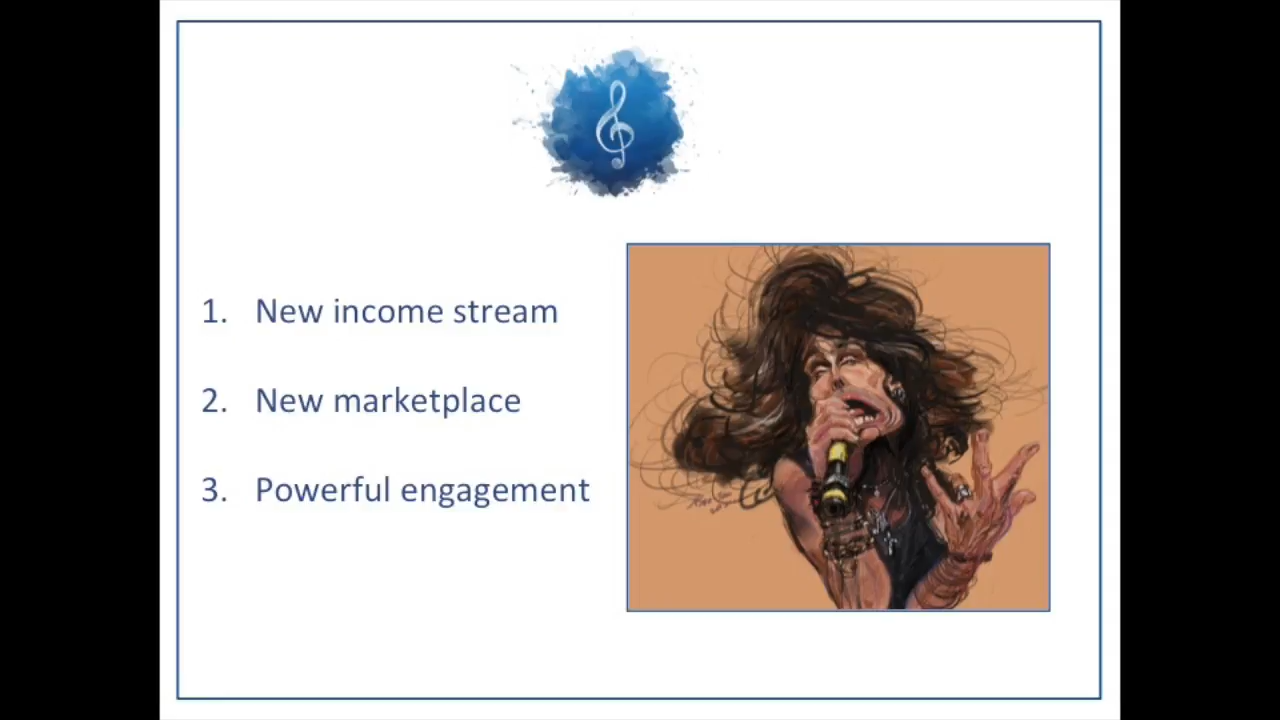 1. New income stream
2. New marketplace
3. Powerful engagement